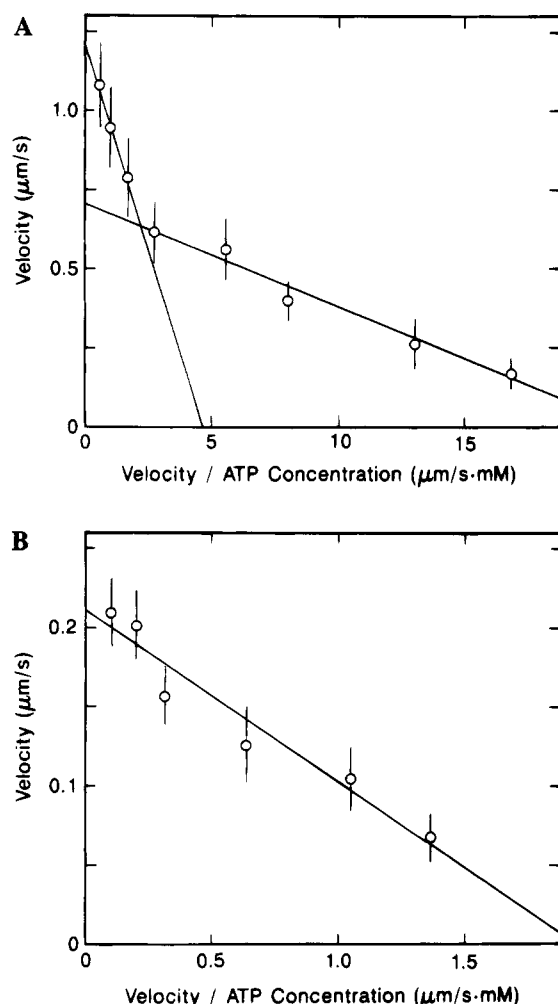 A
1.0
0.5
0
Velocity (μm/s)
0 5 10 15
Velocity / ATP Concentration (μm/s·mM)
B
0.2
0.1
0
Velocity (μm/s)
0 0.5 1.0 1.5
Velocity / ATP Concentration (μm/s·mM)